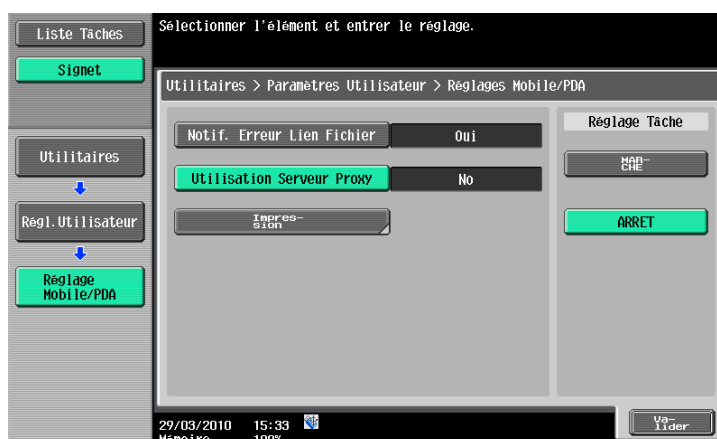 Liste Tâches
Sélectionner l'élément et entrer le réglage.
Signet
Utilitaires > Paramètres Utilisateur > Réglages Mobile/PDA
Notif. Erreur Lien Fichier
Oui
Réglage Tâche
Utilitaires
MAR-
CHE
Utilisation Serveur Proxy
No
Régl.Utilisateur
Impres-
sion
ARRET
Réglage
Mobile/PDA
Va-
lider
29/03/2010 15:33
Mémoire 100%